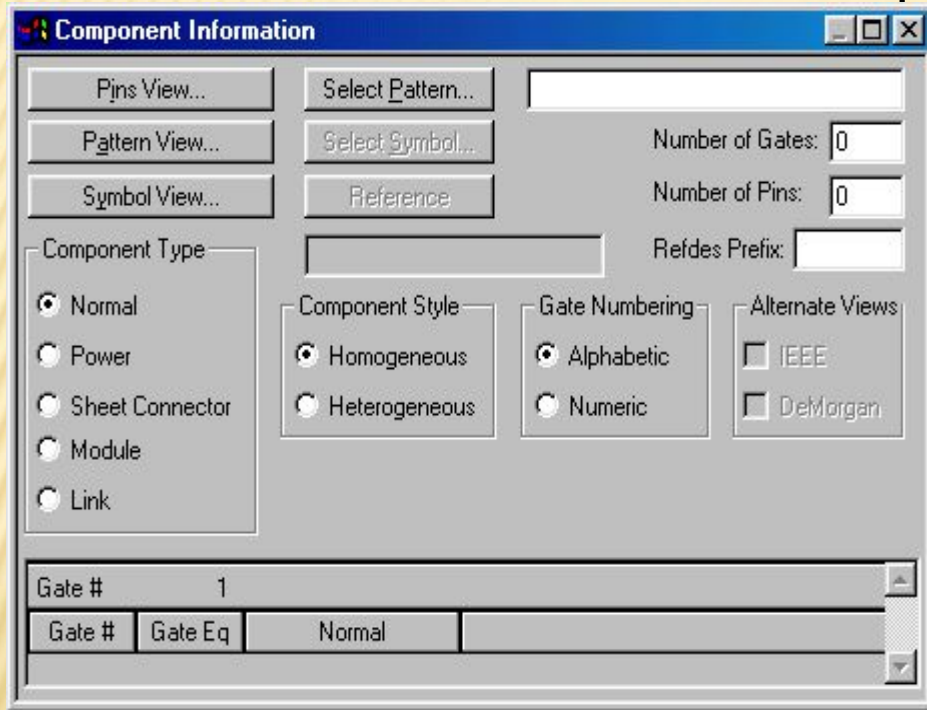 Component Information
Pins View... Select Pattern...
Pattern View... Select Symbol... Number of Gates: 0
Symbol View... Reference Number of Pins: 0
Component Type Refdes Prefix:
Normal Component Style Gate Numbering Alternate Views
Power Homogeneous Alphabetic IEEE
Sheet Connector Heterogeneous Numeric DeMorgan
Module
Link
Gate # 1
Gate # Gate Eq Normal